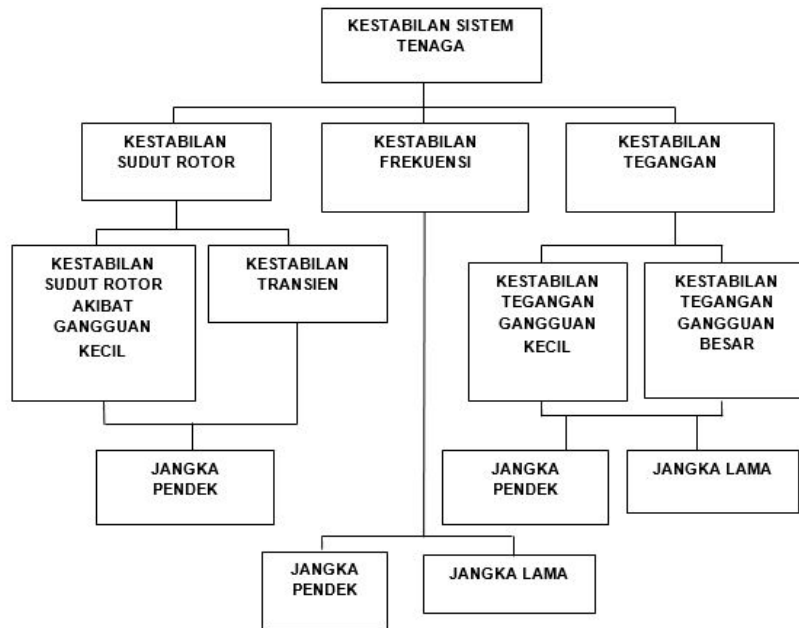 KESTABILAN SISTEM
TENAGA
KESTABILAN
SUDUT ROTOR
KESTABILAN
FREKUENSI
KESTABILAN
TEGANGAN
KESTABILAN
SUDUT ROTOR
AKIBAT
GANGGUAN
KECIL
KESTABILAN
TRANSIEN
KESTABILAN
TEGANGAN
GANGGUAN
KECIL
KESTABILAN
TEGANGAN
GANGGUAN
BESAR
JANGKA
PENDEK
JANGKA
PENDEK
JANGKA LAMA
JANGKA
PENDEK
JANGKA LAMA